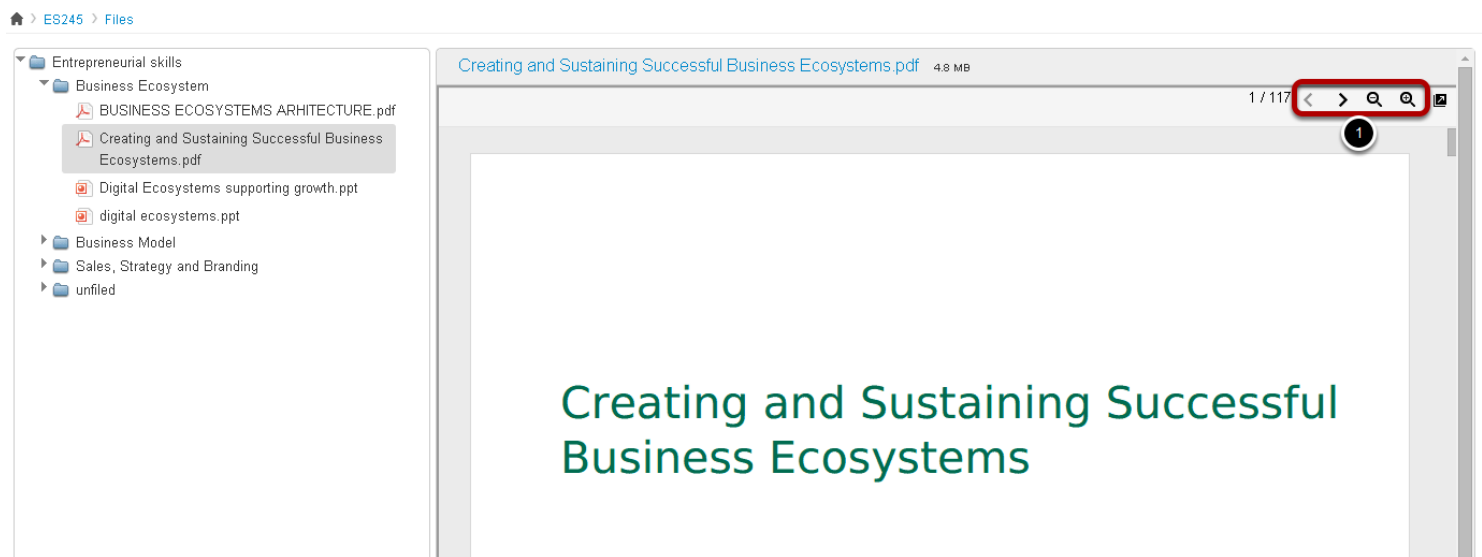 ES245 > Files
Entrepreneurial skills
Business Ecosystem
BUSINESS ECOSYSTEMS ARHITECTURE.pdf
Creating and Sustaining Successful Business
Ecosystems.pdf
Digital Ecosystems supporting growth.ppt
digital ecosystems.ppt
Business Model
Sales, Strategy and Branding
unfiled
Creating and Sustaining Successful Business Ecosystems.pdf 4.8 MB
1 / 117
1
Creating and Sustaining Successful
Business Ecosystems